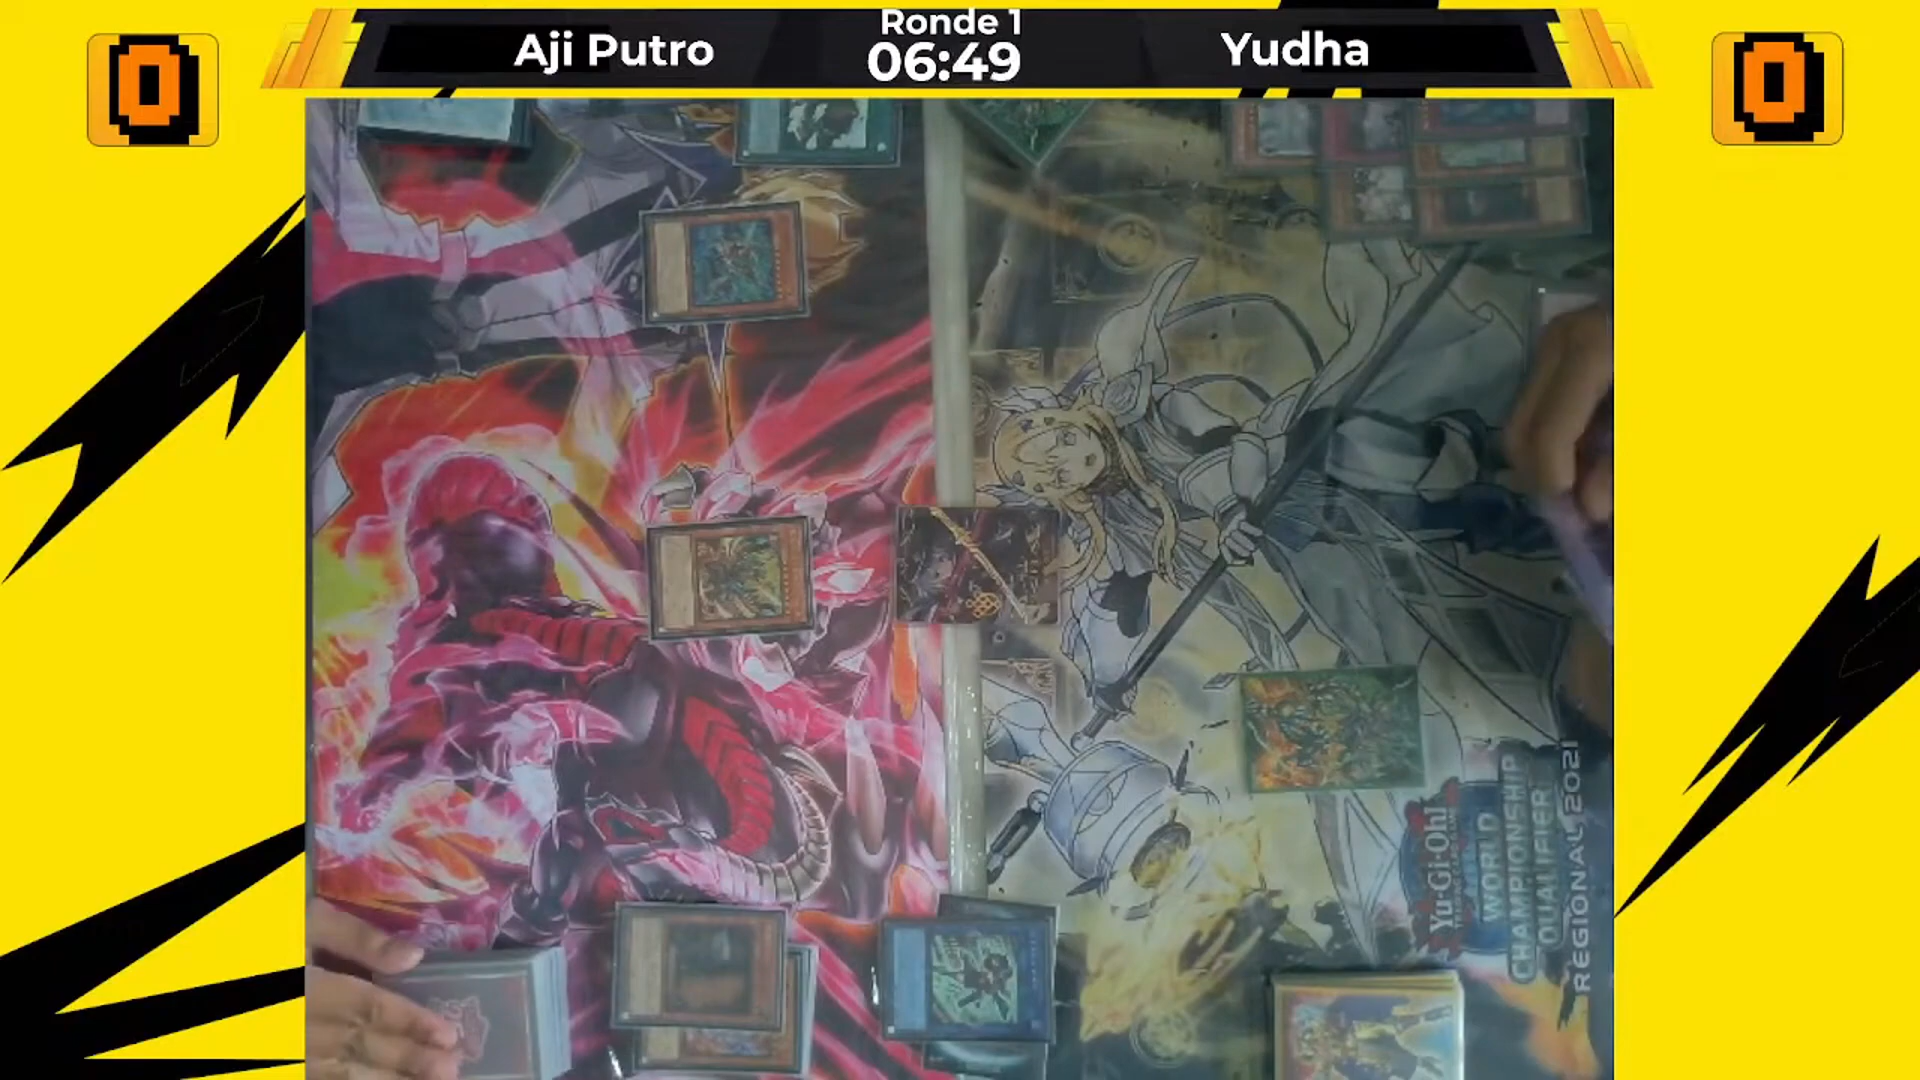 Ronde 1
Aji Putro
06:49
Yudha
0
0
Yu-Gi-Oh!
WORLD
CHAMPIONSHIP
QUALIFIER
REGIONAL 2021